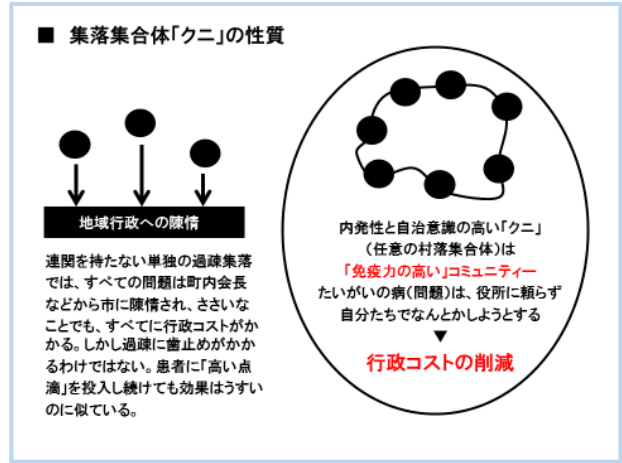 ■ 集落集合体「クニ」の性質
地域行政への陳情
連関を持たない単独の過疎集落
では、すべての問題は町内会長
などから市に陳情され、ささいな
ことでも、すべてに行政コストがか
かる。しかし過疎に歯止めがかか
るわけではない。患者に「高い点
滴」を投入し続けても効果はうすい
のに似ている。
内発性と自治意識の高い「クニ」
（任意の村落集合体）は
「免疫力の高い」コミュニティー
たいがいの病（問題）は、役所に頼らず
自分たちでなんとかしようとする
▼
行政コストの削減